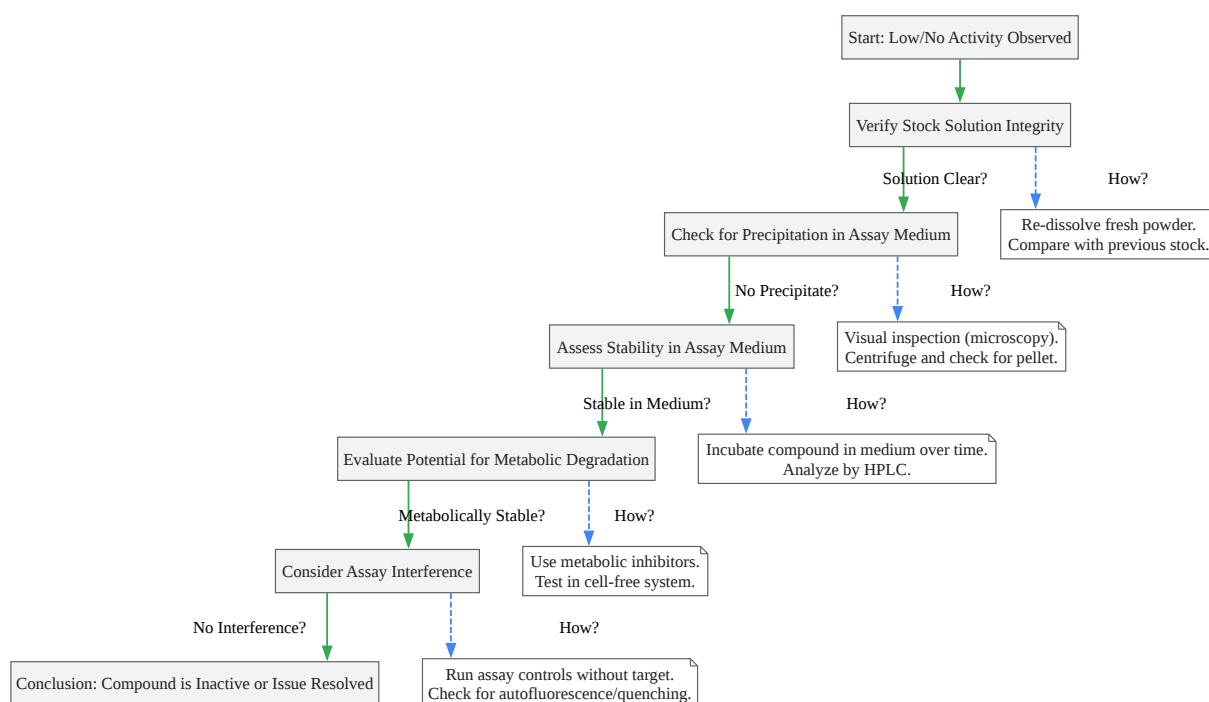 Start: Low/No Activity Observed
Verify Stock Solution Integrity
Solution Clear?
How?
Re-dissolve fresh powder.
Compare with previous stock.
Check for Precipitation in Assay Medium
No Precipitate?
How?
Visual inspection (microscopy).
Centrifuge and check for pellet.
Assess Stability in Assay Medium
Stable in Medium?
How?
Incubate compound in medium over time.
Analyze by HPLC.
Evaluate Potential for Metabolic Degradation
Metabolically Stable?
How?
Use metabolic inhibitors.
Test in cell-free system.
Consider Assay Interference
No Interference?
How?
Run assay controls without target.
Check for autofluorescence/quenching.
Conclusion: Compound is Inactive or Issue Resolved